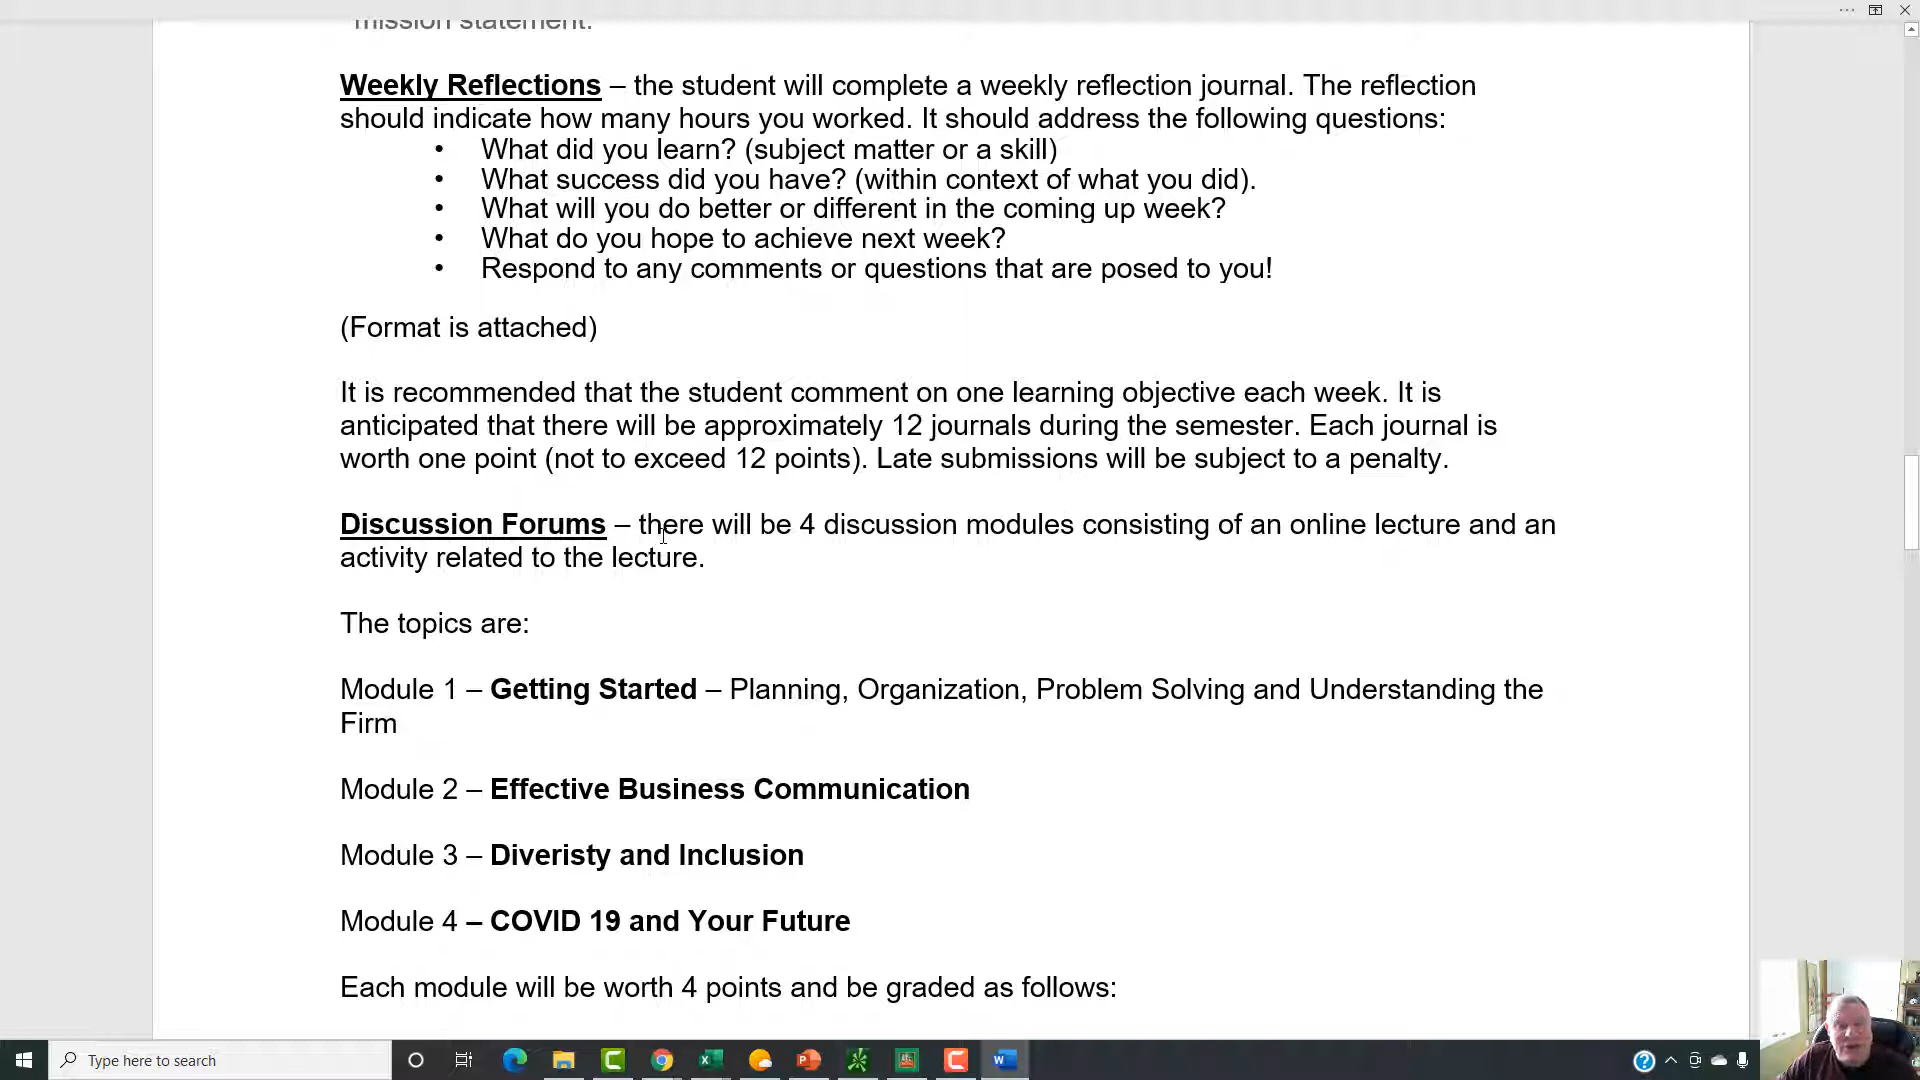 mission statement.
Weekly Reflections – the student will complete a weekly reflection journal. The reflection
should indicate how many hours you worked. It should address the following questions:
• What did you learn? (subject matter or a skill)
• What success did you have? (within context of what you did).
• What will you do better or different in the coming up week?
• What do you hope to achieve next week?
• Respond to any comments or questions that are posed to you!
(Format is attached)
It is recommended that the student comment on one learning objective each week. It is
anticipated that there will be approximately 12 journals during the semester. Each journal is
worth one point (not to exceed 12 points). Late submissions will be subject to a penalty.
Discussion Forums – there will be 4 discussion modules consisting of an online lecture and an
activity related to the lecture.
The topics are:
Module 1 – Getting Started – Planning, Organization, Problem Solving and Understanding the
Firm
Module 2 – Effective Business Communication
Module 3 – Diveristy and Inclusion
Module 4 – COVID 19 and Your Future
Each module will be worth 4 points and be graded as follows:
Type here to search